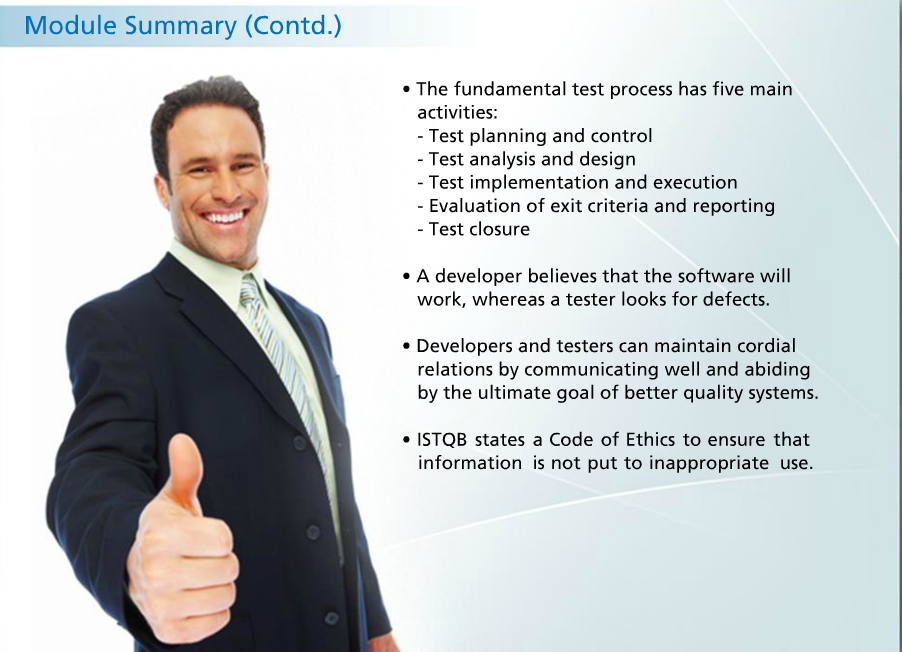 Module Summary (Contd.)
• The fundamental test process has five main
activities:
- Test planning and control
- Test analysis and design
- Test implementation and execution
- Evaluation of exit criteria and reporting
- Test closure
• A developer believes that the software will
work, whereas a tester looks for defects.
• Developers and testers can maintain cordial
relations by communicating well and abiding
by the ultimate goal of better quality systems.
• ISTQB states a Code of Ethics to ensure that
information is not put to inappropriate use.